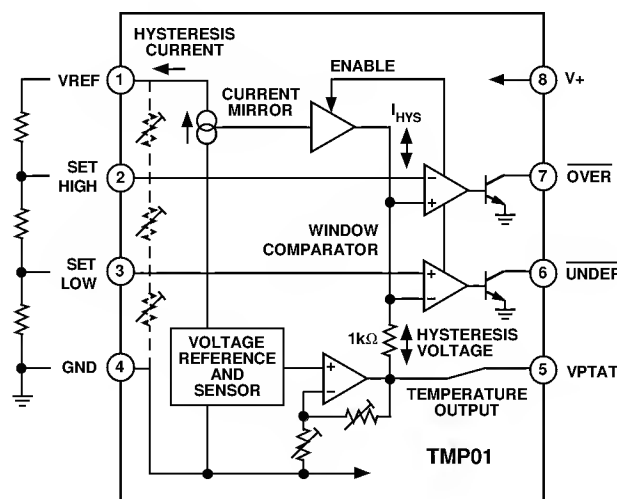 HYSTERESIS
CURRENT
VREF
1
8
V+
CURRENT
MIRROR
ENABLE
IHYS
SET
HIGH
2
7
OVER
WINDOW
COMPARATOR
SET
LOW
3
6
UNDER
1kΩ
HYSTERESIS
VOLTAGE
GND
4
VOLTAGE
REFERENCE
AND
SENSOR
5
VPTAT
TEMPERATURE
OUTPUT
TMP01